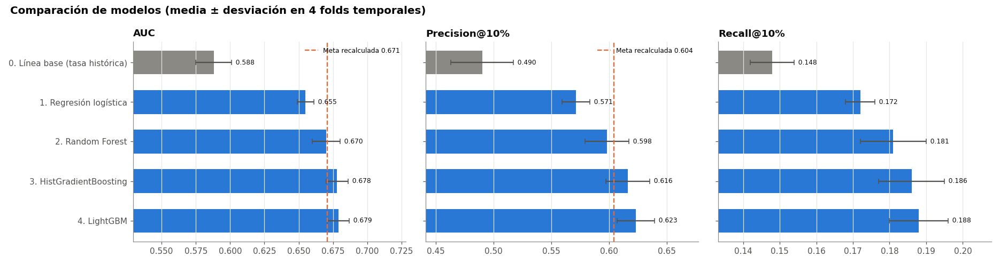 Comparación de modelos (media ± desviación en 4 folds temporales)
AUC
Meta recalculada 0.671
0. Línea base (tasa histórica)
0.588
1. Regresión logística
0.655
2. Random Forest
0.670
3. HistGradientBoosting
0.678
4. LightGBM
0.679
0.550 0.575 0.600 0.625 0.650 0.675 0.700 0.725
Precision@10%
Meta recalculada 0.604
0.490
0.571
0.598
0.616
0.623
0.45 0.50 0.55 0.60 0.65
Recall@10%
0.148
0.172
0.181
0.186
0.188
0.14 0.15 0.16 0.17 0.18 0.19 0.20